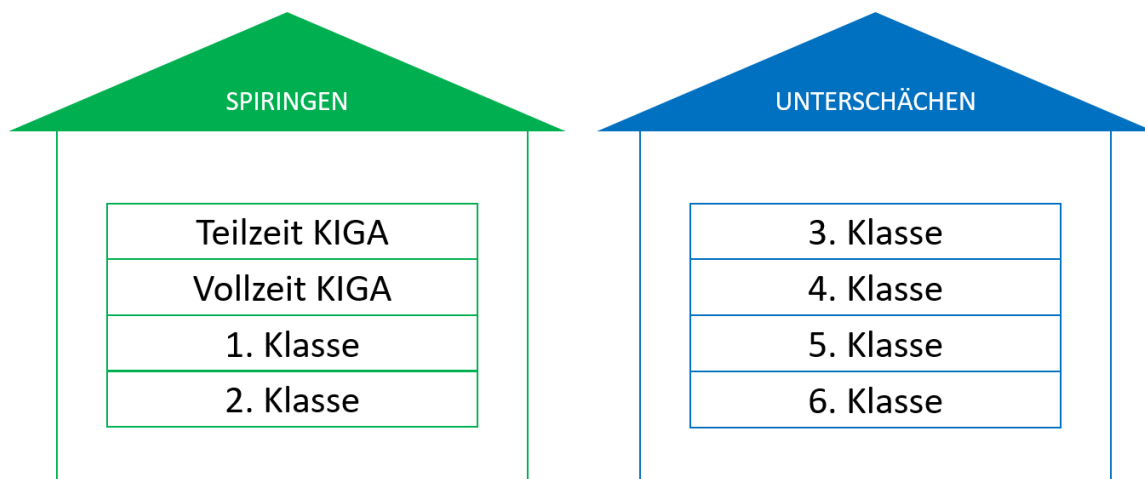 SPIRINGEN
Teilzeit KIGA
Vollzeit KIGA
1. Klasse
2. Klasse
UNTERSCHÄCHEN
3. Klasse
4. Klasse
5. Klasse
6. Klasse